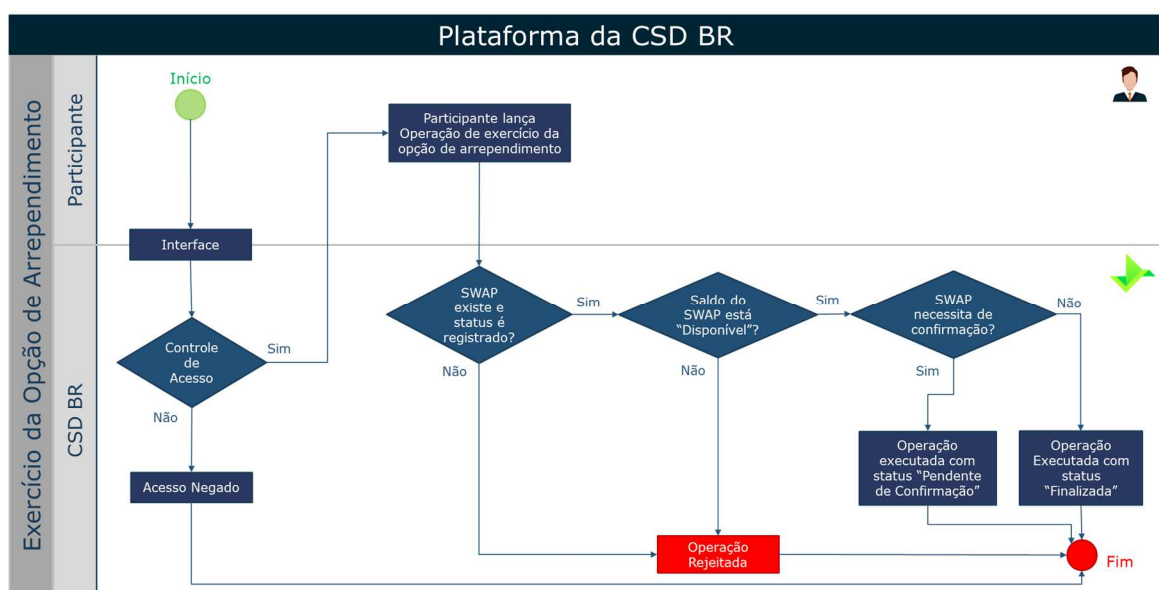 Plataforma da CSD BR
Exercício da Opção de Arrependimento
Participante
CSD BR
Início
Participante lança
Operação de exercício da
opção de arrependimento
Interface
Controle
de
Acesso
Sim
Não
Acesso Negado
SWAP
existe e
status é
registrado?
Sim
Não
Saldo do
SWAP está
“Disponível”?
Sim
Não
SWAP
necessita de
confirmação?
Não
Sim
Operação
executada com
status “Pendente
de Confirmação”
Operação
Executada com
status
“Finalizada”
Operação
Rejeitada
Fim